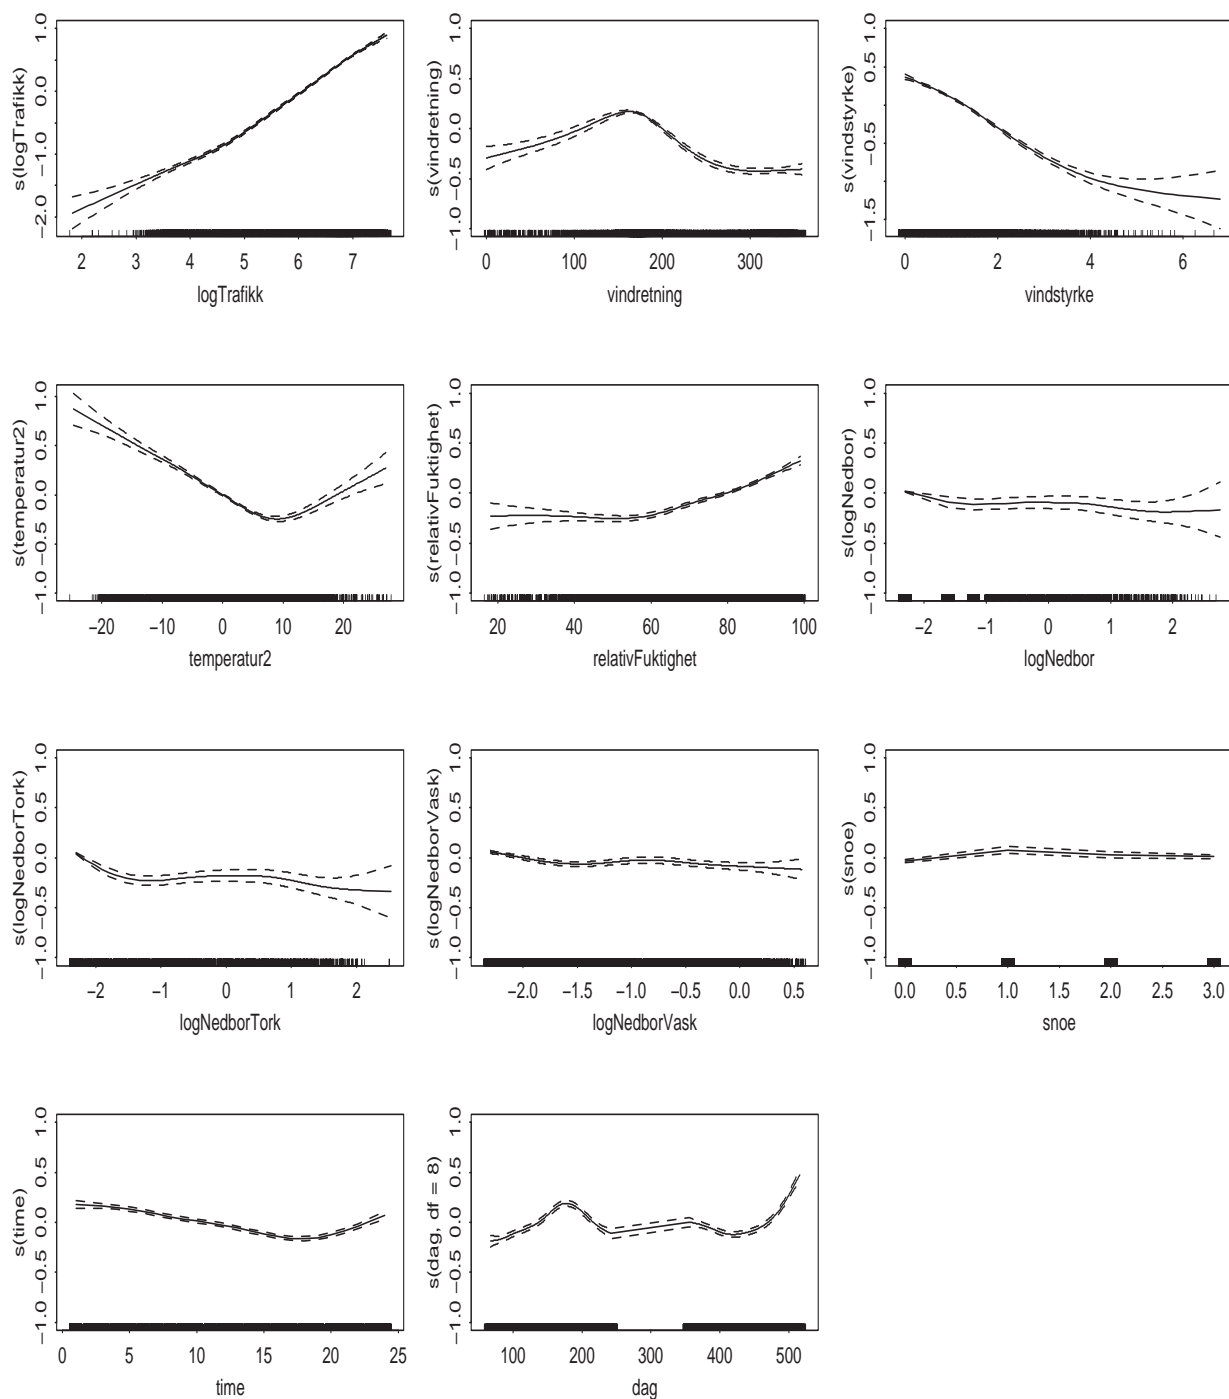 s(logTrafikk)
−2.0 −1.0 0.0 1.0
2 3 4 5 6 7
logTrafikk
s(vindretning)
−1.0 −0.5 0.0 0.5 1.0
0 100 200 300
vindretning
s(vindstyrke)
−1.5 −0.5 0.5 1.0
0 2 4 6
vindstyrke
s(temperatur2)
−1.0 −0.5 0.0 0.5 1.0
−20 −10 0 10 20
temperatur2
s(relativFuktighet)
−1.0 −0.5 0.0 0.5 1.0
20 40 60 80 100
relativFuktighet
s(logNedbor)
−1.0 −0.5 0.0 0.5 1.0
−2 −1 0 1 2
logNedbor
s(logNedborTork)
−1.0 −0.5 0.0 0.5 1.0
−2 −1 0 1 2
logNedborTork
s(logNedborVask)
−1.0 −0.5 0.0 0.5 1.0
−2.0 −1.5 −1.0 −0.5 0.0 0.5
logNedborVask
s(snoe)
−1.0 −0.5 0.0 0.5 1.0
0.0 0.5 1.0 1.5 2.0 2.5 3.0
snoe
s(time)
−1.0 −0.5 0.0 0.5 1.0
0 5 10 15 20 25
time
s(dag, df = 8)
−1.0 −0.5 0.0 0.5 1.0
100 200 300 400 500
dag